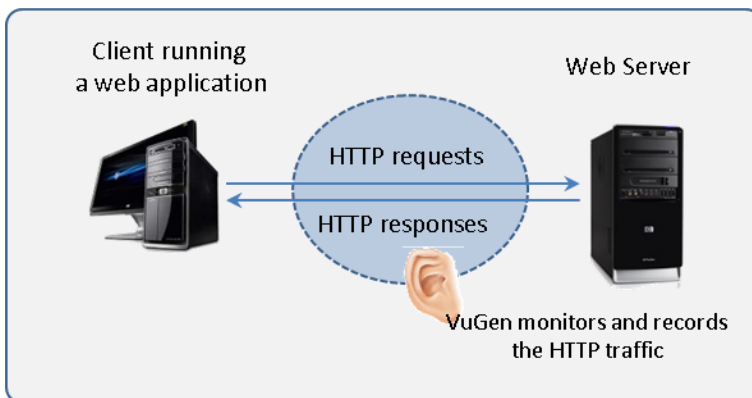 Client running
a web application
Web Server
HTTP requests
HTTP responses
VuGen monitors and records
the HTTP traffic